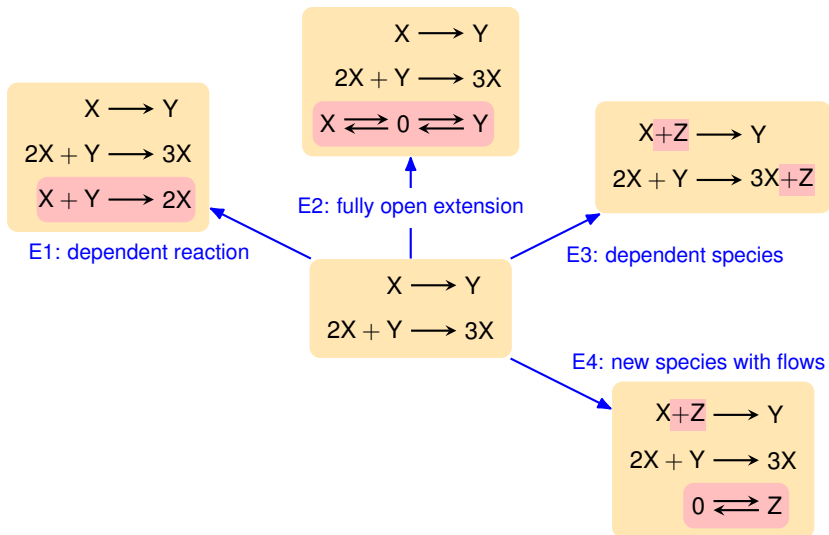 X ⟶ Y
2X + Y ⟶ 3X
X ⇄ 0 ⇄ Y
X ⟶ Y
2X + Y ⟶ 3X
X + Y ⟶ 2X
X+Z ⟶ Y
2X + Y ⟶ 3X+Z
E2: fully open extension
E1: dependent reaction
E3: dependent species
X ⟶ Y
2X + Y ⟶ 3X
E4: new species with flows
X+Z ⟶ Y
2X + Y ⟶ 3X
0 ⇄ Z